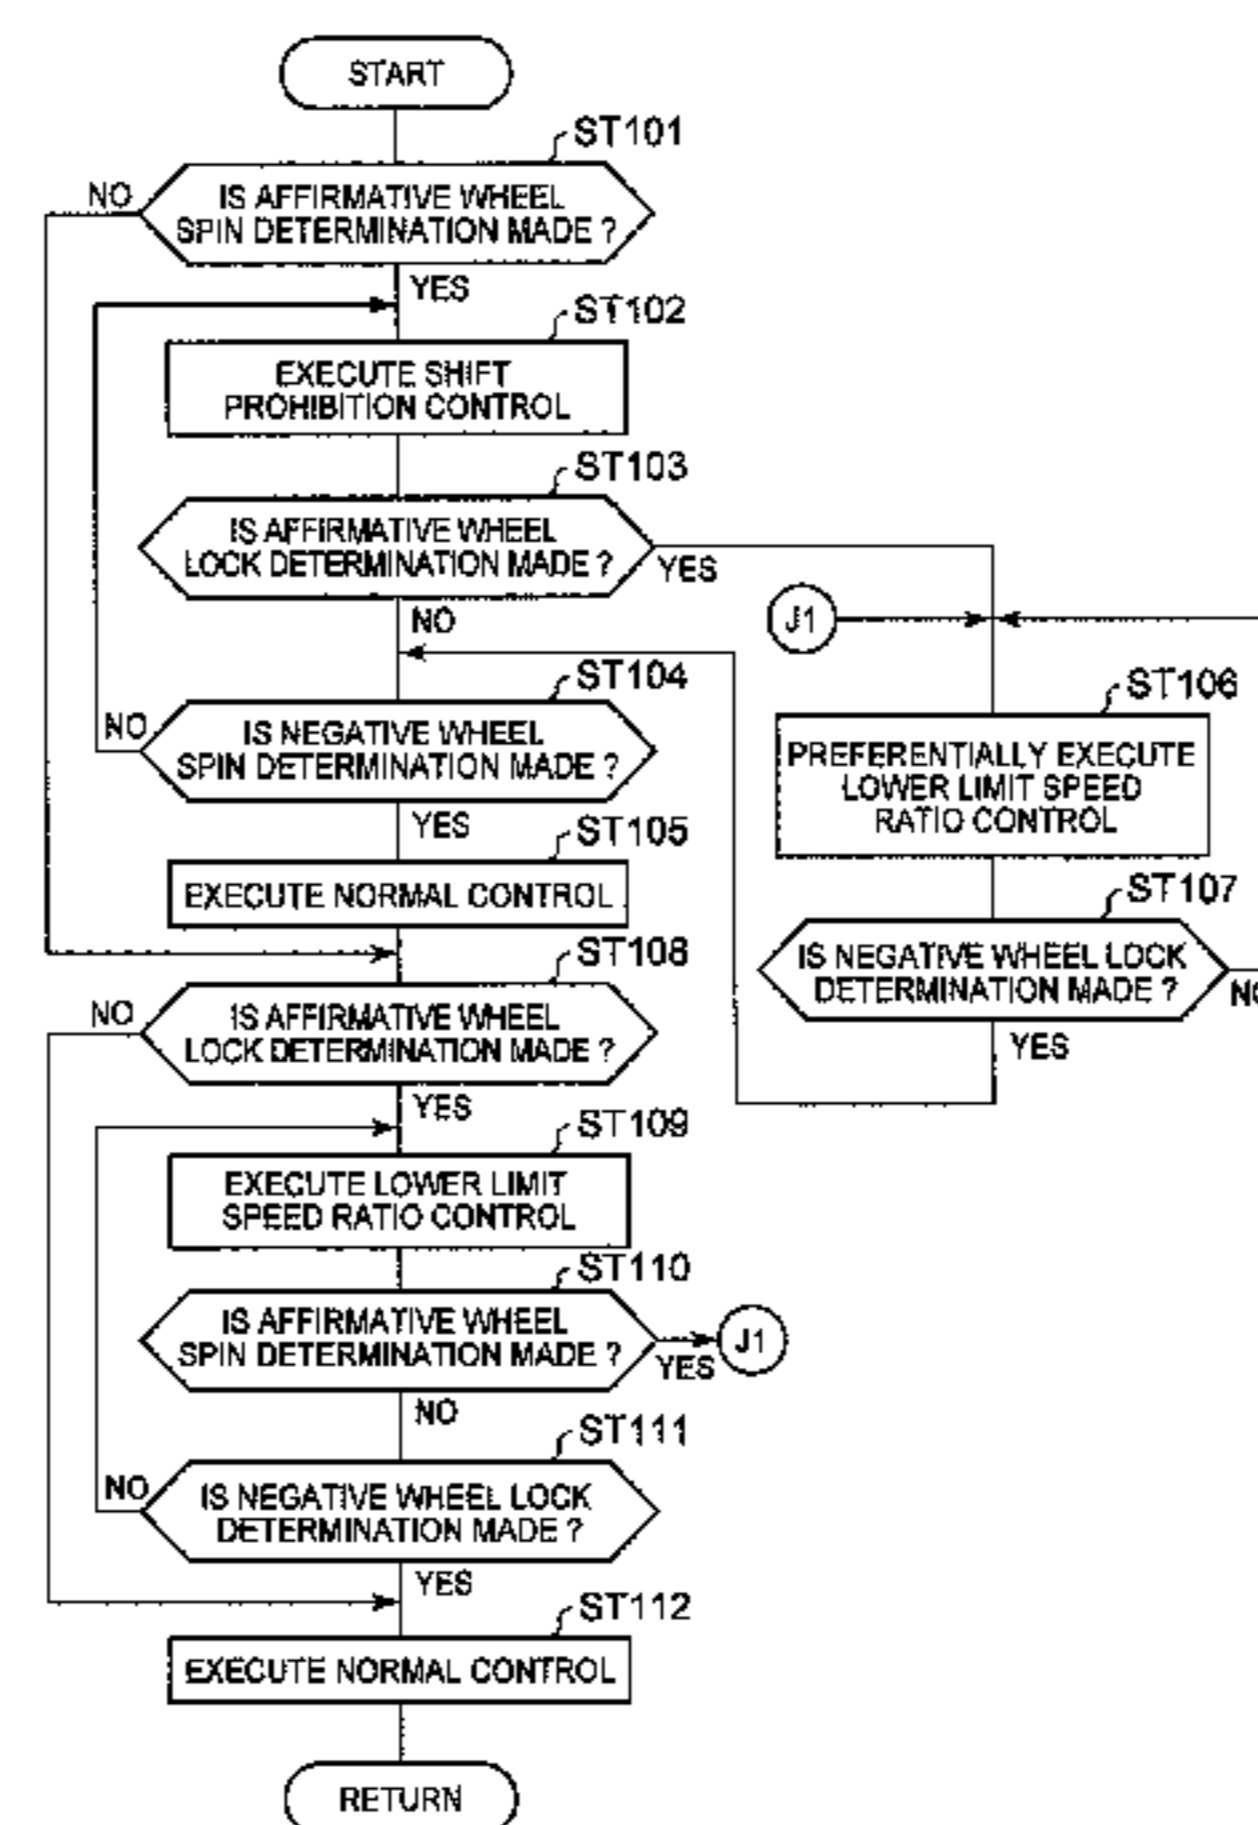 START
ST101
NO
IS AFFIRMATIVE WHEEL
SPIN DETERMINATION MADE ?
YES
ST102
EXECUTE SHIFT
PROHIBITION CONTROL
ST103
IS AFFIRMATIVE WHEEL
LOCK DETERMINATION MADE ?
YES
NO
J1
ST104
NO
IS NEGATIVE WHEEL
SPIN DETERMINATION MADE ?
YES
ST106
PREFERENTIALLY EXECUTE
LOWER LIMIT SPEED
RATIO CONTROL
ST105
EXECUTE NORMAL CONTROL
ST107
IS NEGATIVE WHEEL LOCK
DETERMINATION MADE ?
YES
ST108
NO
IS AFFIRMATIVE WHEEL
LOCK DETERMINATION MADE ?
YES
ST109
EXECUTE LOWER LIMIT
SPEED RATIO CONTROL
ST110
IS AFFIRMATIVE WHEEL
SPIN DETERMINATION MADE ?
YES
J1
NO
ST111
NO
IS NEGATIVE WHEEL LOCK
DETERMINATION MADE ?
YES
ST112
EXECUTE NORMAL CONTROL
RETURN